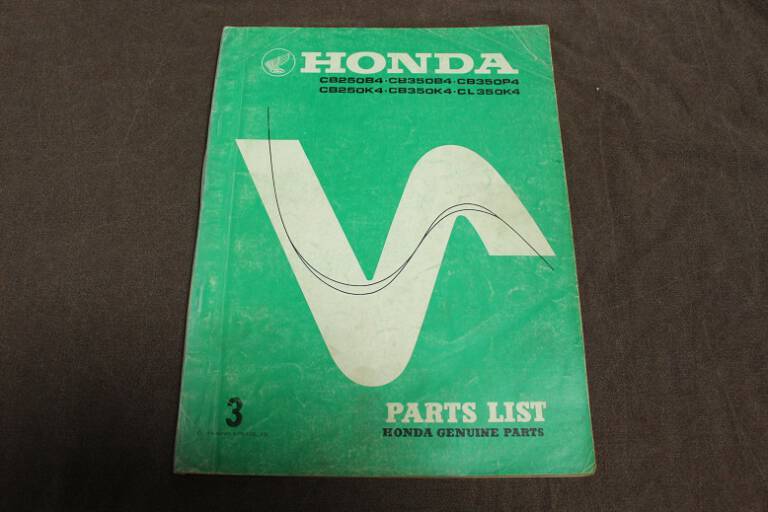 HONDA
CB250B4·CB350B4·CB350P4
CB250K4·CB350K4·CL350K4
3
PARTS LIST
HONDA GENUINE PARTS